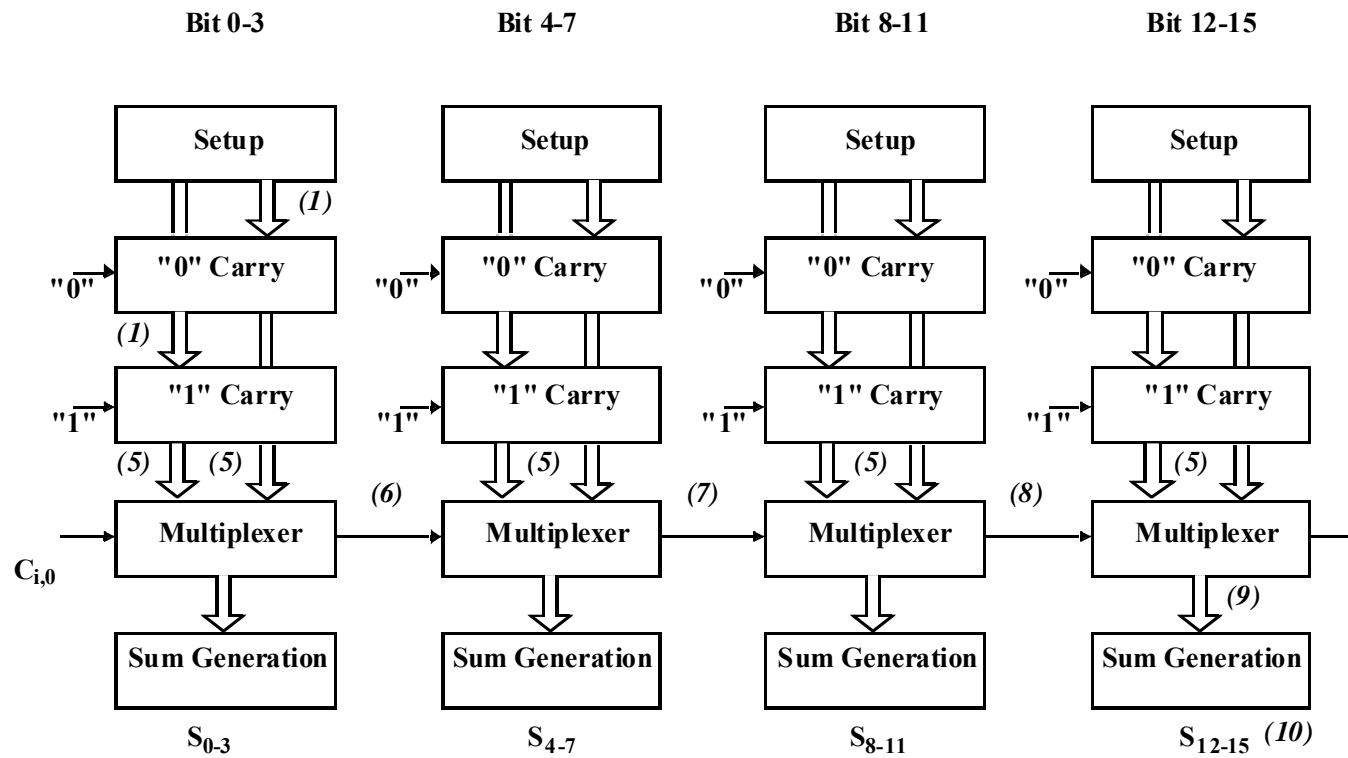 Bit 0-3 Bit 4-7 Bit 8-11 Bit 12-15
Setup Setup Setup Setup
(1)
"0" "0" Carry "0" "0" Carry "0" "0" Carry "0" "0" Carry
(1)
"1" "1" Carry "1" "1" Carry "1" "1" Carry "1" "1" Carry
(5) (5) (5) (5) (5)
(6) (7) (8)
Multiplexer Multiplexer Multiplexer Multiplexer
Ci,0
(9)
Sum Generation Sum Generation Sum Generation Sum Generation
S0-3 S4-7 S8-11 S12-15 (10)